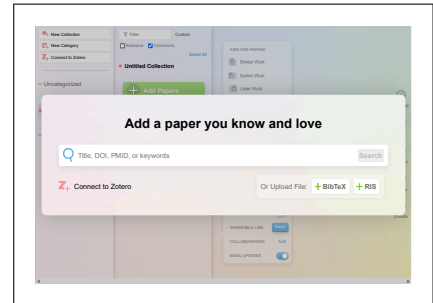 New Collection
New Category
Connect to Zotero
Uncategorized
Filter
Custom
Abstracts
Comments
Select All
Untitled Collection
Add Papers
EXPLORE PAPERS
Similar Work
Earlier Work
Later Work
Add a paper you know and love
Title, DOI, PMID, or keywords
Search
Z+ Connect to Zotero
Or Upload File:
+ BibTeX
+ RIS
SHAREABLE LINK
COLLABORATORS
Edit
EMAIL UPDATES